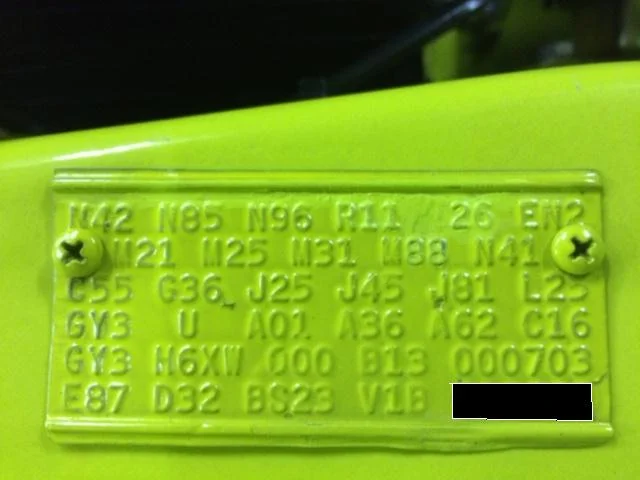 N42 N85 N96 R11 26 EN2
M21 M25 M31 M88 N41
C55 G36 J25 J45 J81 L25
GY3 U A01 A36 A62 C16
GY3 H6XW 000 B13 000703
E87 D32 BS23 V1B